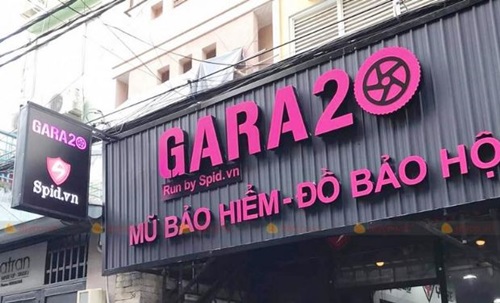 GARA20
Run by Spid.vn
MŨ BẢO HIỂM-ĐỒ BẢO HỘ
GARA20
Spid.vn